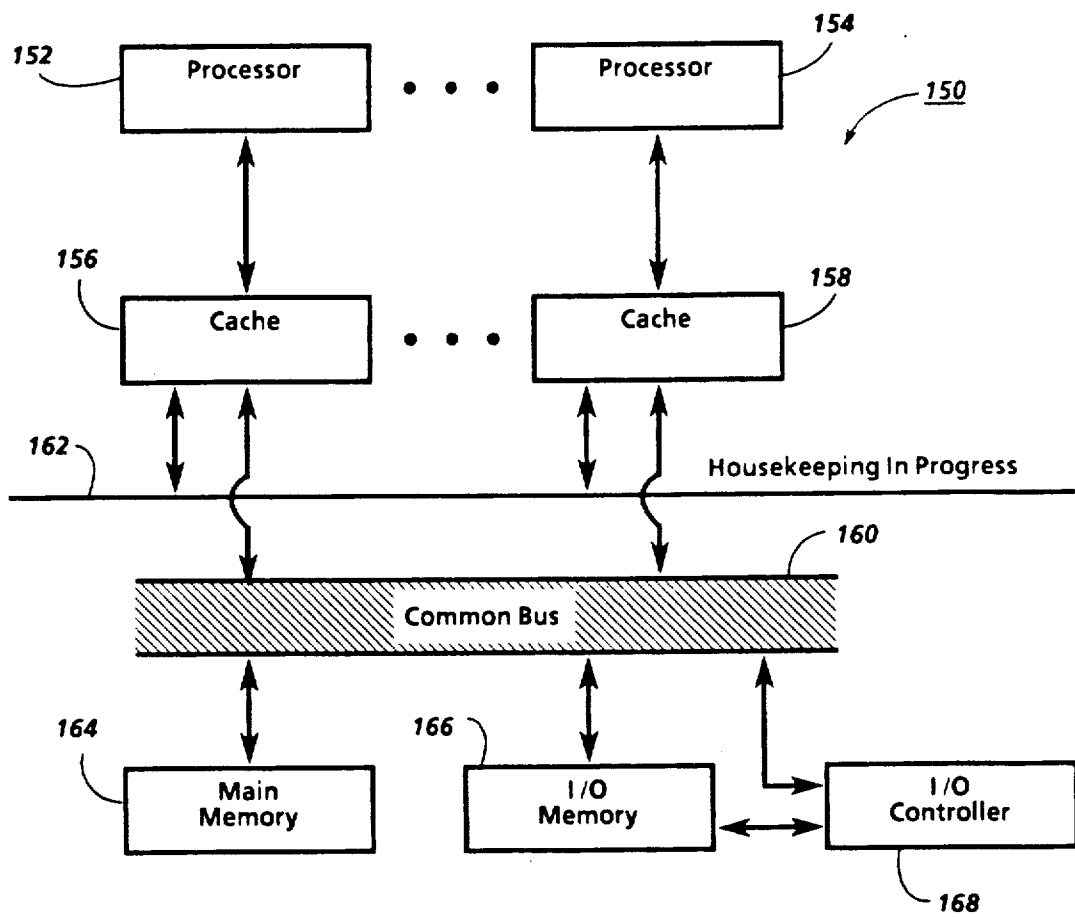 152
Processor
Processor
154
150
156
Cache
Cache
158
162
Housekeeping In Progress
160
Common Bus
164
Main
Memory
166
I/O
Memory
I/O
Controller
168